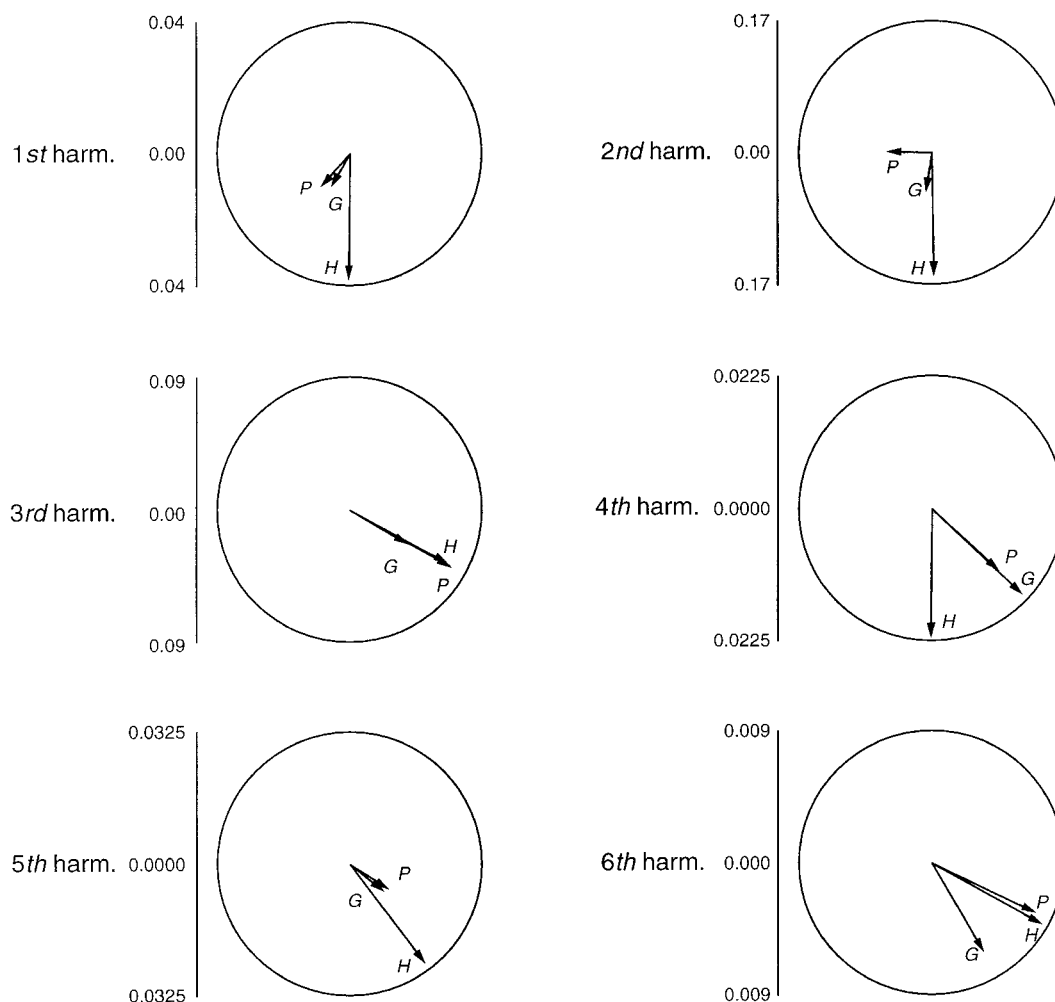 0.04
1st harm.
0.00
P
G
H
0.04
0.17
2nd harm.
0.00
P
G
H
0.17
0.09
3rd harm.
0.00
G
H
P
0.09
0.0225
4th harm.
0.0000
P
G
H
0.0225
0.0325
5th harm.
0.0000
P
G
H
0.0325
0.009
6th harm.
0.000
P
H
G
0.009